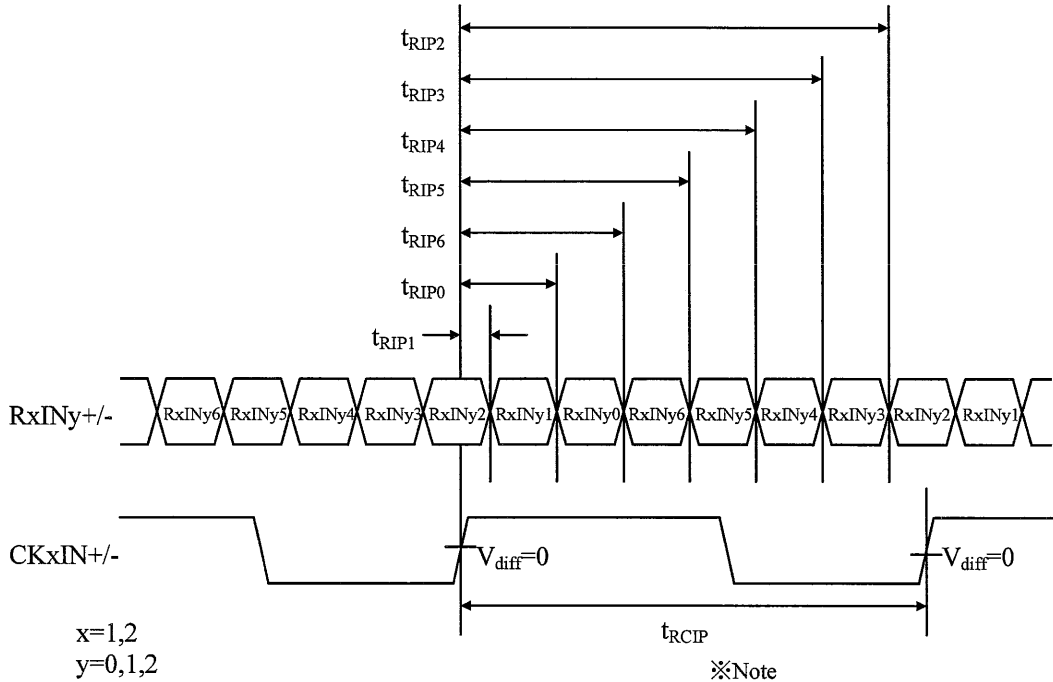 tRIP2
tRIP3
tRIP4
tRIP5
tRIP6
tRIP0
tRIP1
RxINy+/- RxINy6 RxINy5 RxINy4 RxINy3 RxINy2 RxINy1 RxINy0 RxINy6 RxINy5 RxINy4 RxINy3 RxINy2 RxINy1
CKxIN+/- Vdiff=0 Vdiff=0
tRCIP
x=1,2
y=0,1,2
※Note